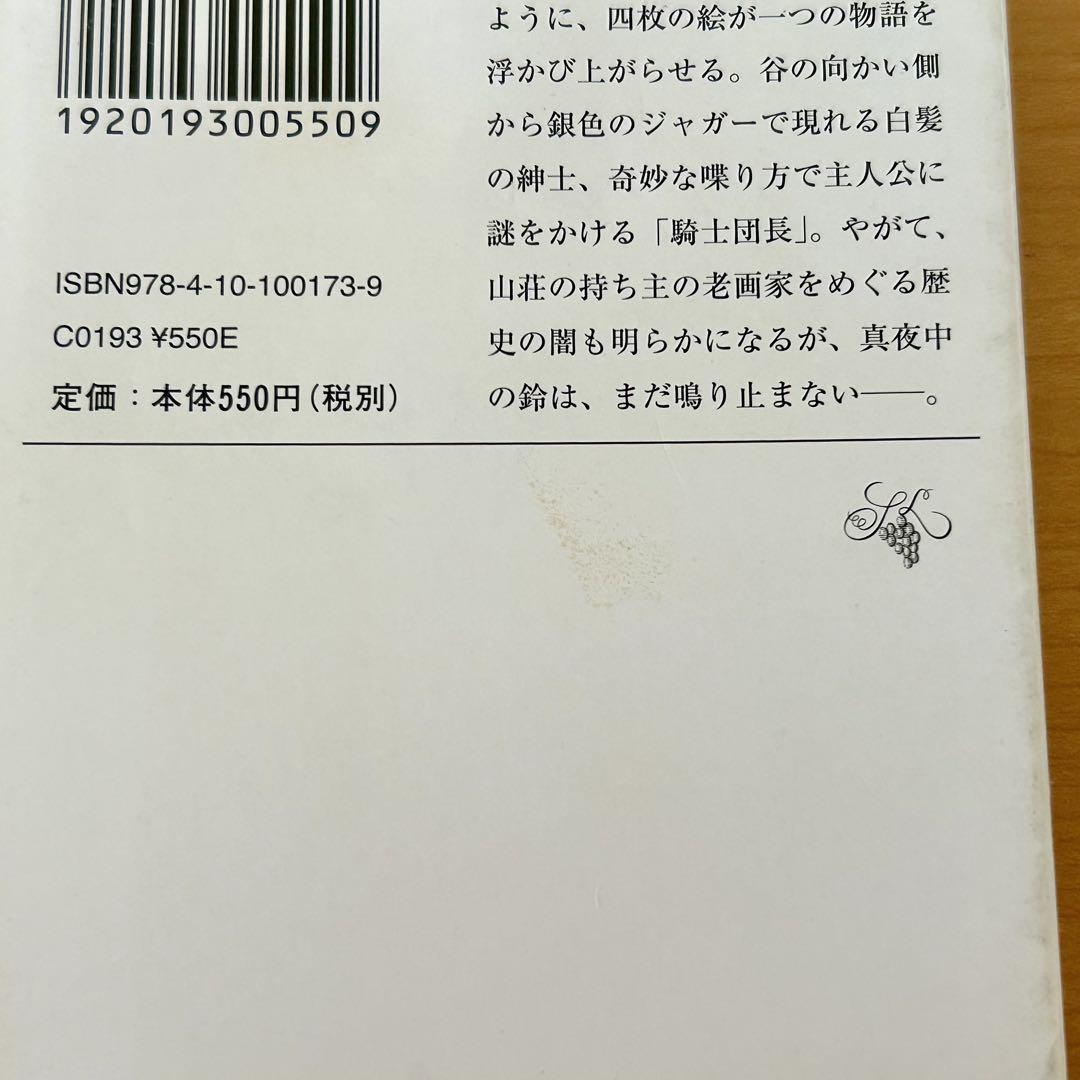 1920193005509
ISBN978-4-10-100173-9
C0193 ¥550E
定価：本体550円（税別）
ように、四枚の絵が一つの物語を
浮かび上がらせる。谷の向かい側
から銀色のジャガーで現れる白髪
の紳士、奇妙な喋り方で主人公に
謎をかける「騎士団長」。やがて、
山荘の持ち主の老画家をめぐる歴
史の闇も明らかになるが、真夜中
の鈴は、まだ鳴り止まない――。
SK